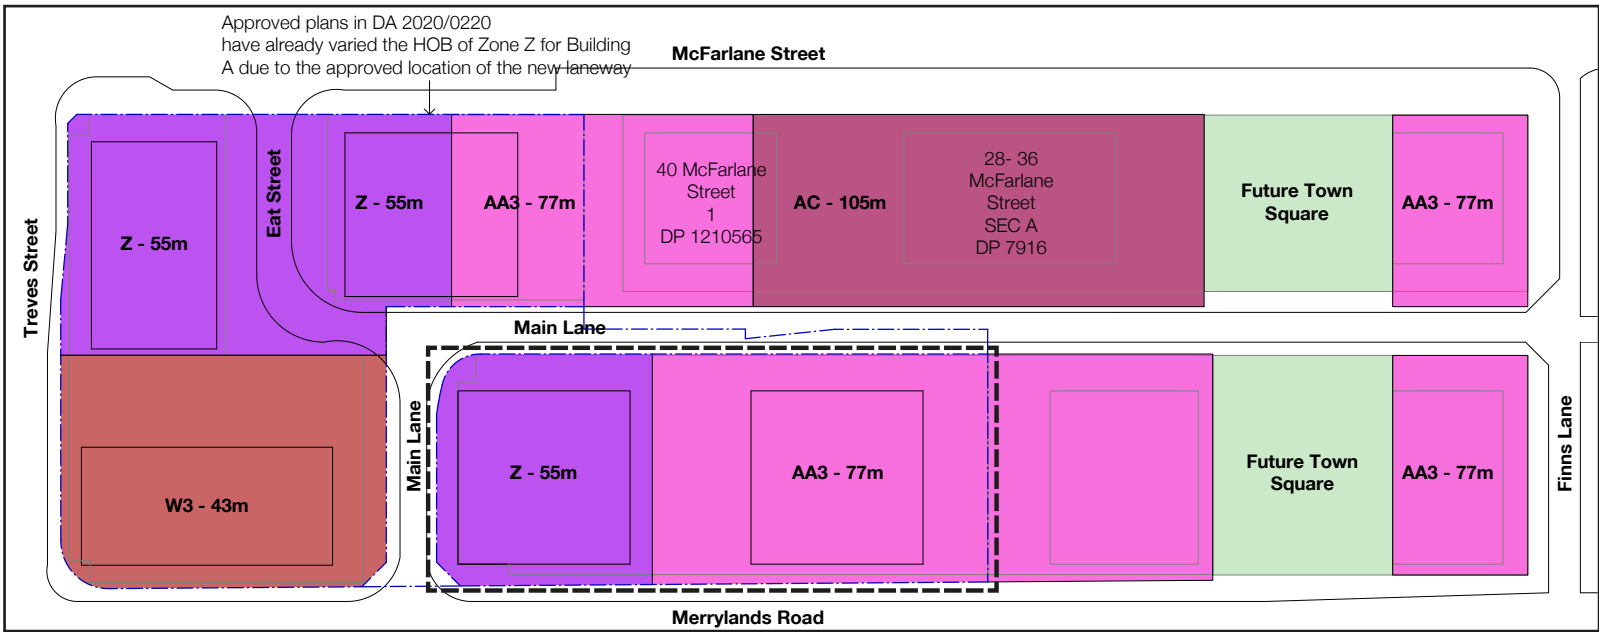 Approved plans in DA 2020/0220
have already varied the HOB of Zone Z for Building
A due to the approved location of the new laneway
McFarlane Street
Treves Street
Eat Street
Z - 55m
Z - 55m
AA3 - 77m
40 McFarlane
Street
1
DP 1210565
AC - 105m
28- 36
McFarlane
Street
SEC A
DP 7916
Future Town
Square
AA3 - 77m
Main Lane
Main Lane
W3 - 43m
Z - 55m
AA3 - 77m
Future Town
Square
AA3 - 77m
Finns Lane
Merrylands Road